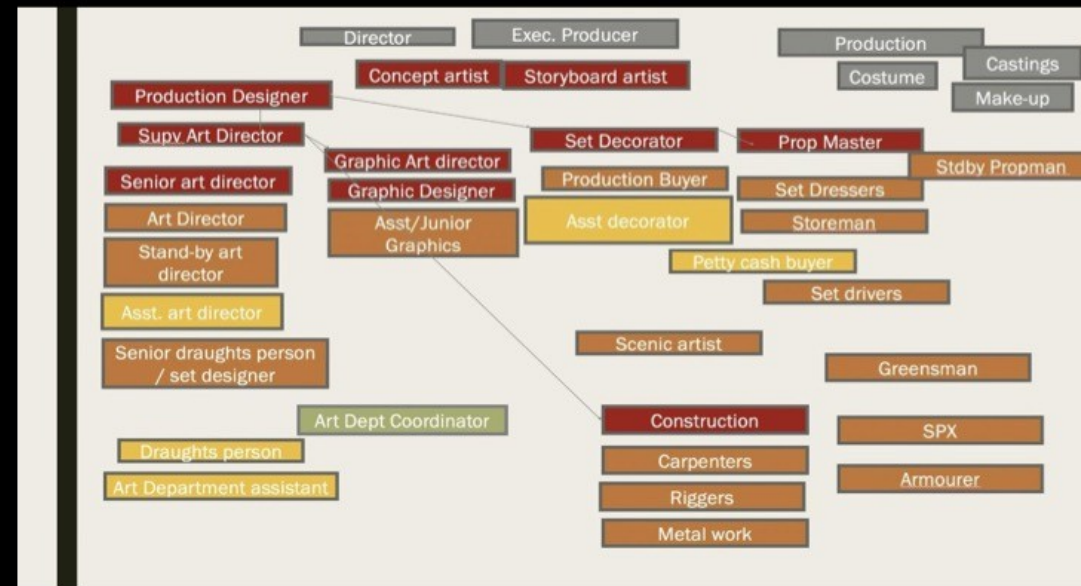 Director
Exec. Producer
Production
Castings
Concept artist
Storyboard artist
Costume
Make-up
Production Designer
Supv Art Director
Set Decorator
Prop Master
Graphic Art director
Stdby Propman
Senior art director
Graphic Designer
Production Buyer
Set Dressers
Art Director
Asst/Junior
Graphics
Asst decorator
Storeman
Stand-by art
director
Petty cash buyer
Set drivers
Asst. art director
Scenic artist
Senior draughts person
/ set designer
Greensman
Art Dept Coordinator
Construction
SPX
Draughts person
Carpenters
Armourer
Art Department assistant
Riggers
Metal work